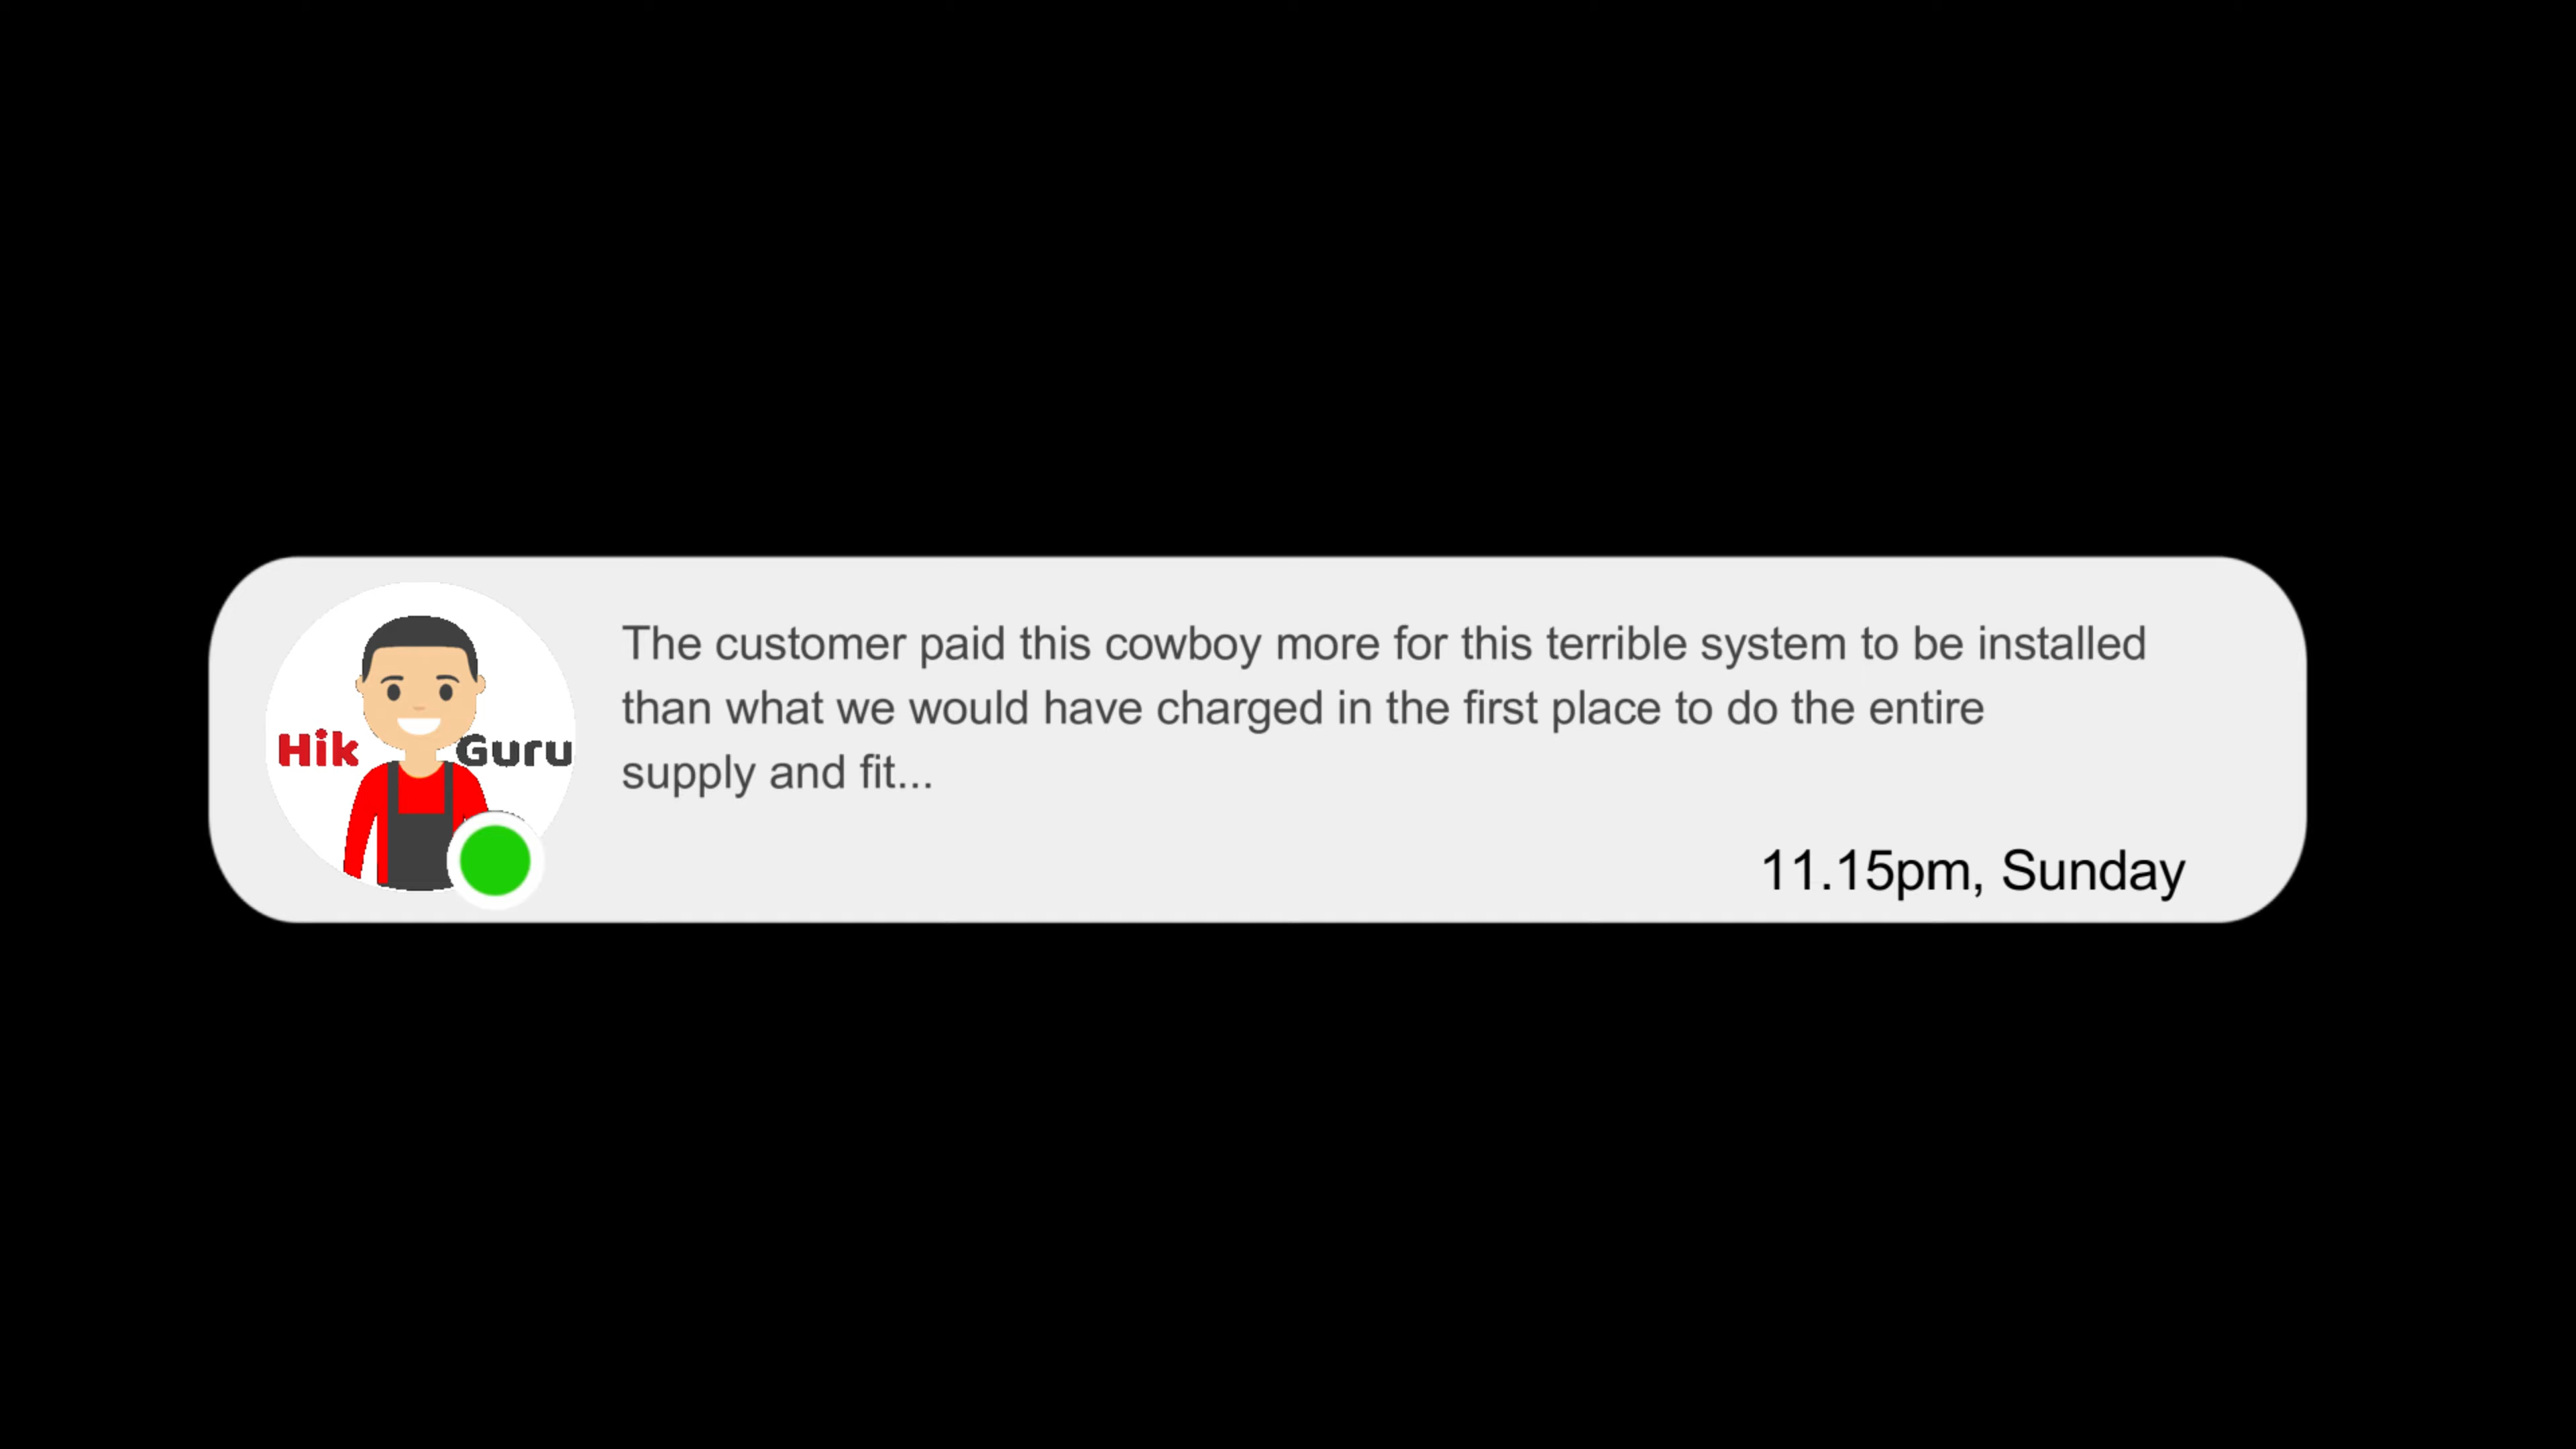 The customer paid this cowboy more for this terrible system to be installed
than what we would have charged in the first place to do the entire
supply and fit...
Hik Guru
11.15pm, Sunday